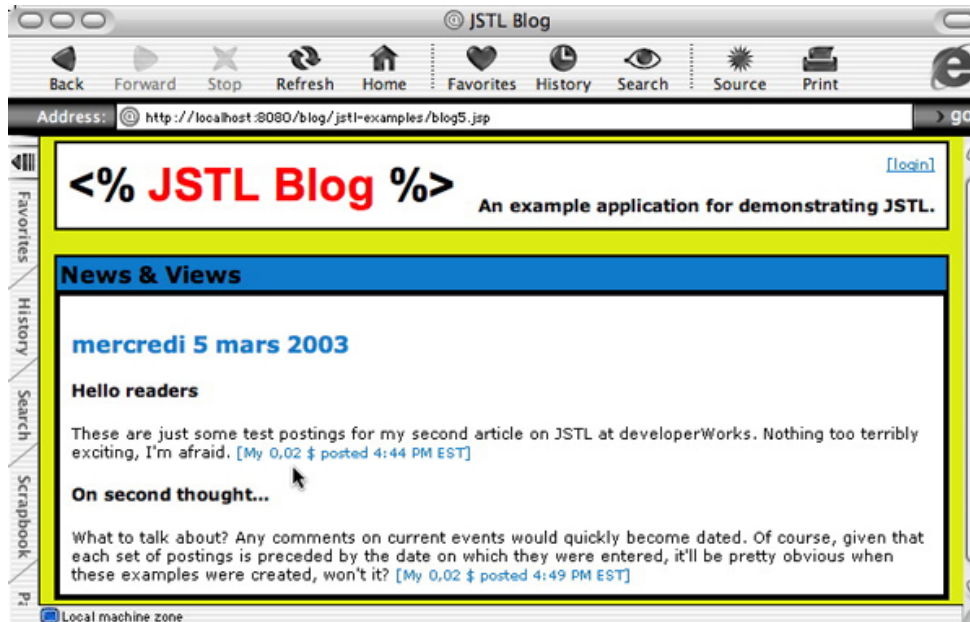 JSTL Blog
Back Forward Stop Refresh Home Favorites History Search Source Print
Address: http://localhost:8080/blog/jstl-examples/blog5.jsp
[login]
<% JSTL Blog %>
An example application for demonstrating JSTL.
Favorites
History
Search
Scrapbook
News & Views
mercredi 5 mars 2003
Hello readers
These are just some test postings for my second article on JSTL at developerWorks. Nothing too terribly
exciting, I'm afraid. [My 0,02 $ posted 4:44 PM EST]
On second thought...
What to talk about? Any comments on current events would quickly become dated. Of course, given that
each set of postings is preceded by the date on which they were entered, it'll be pretty obvious when
these examples were created, won't it? [My 0,02 $ posted 4:49 PM EST]
Local machine zone